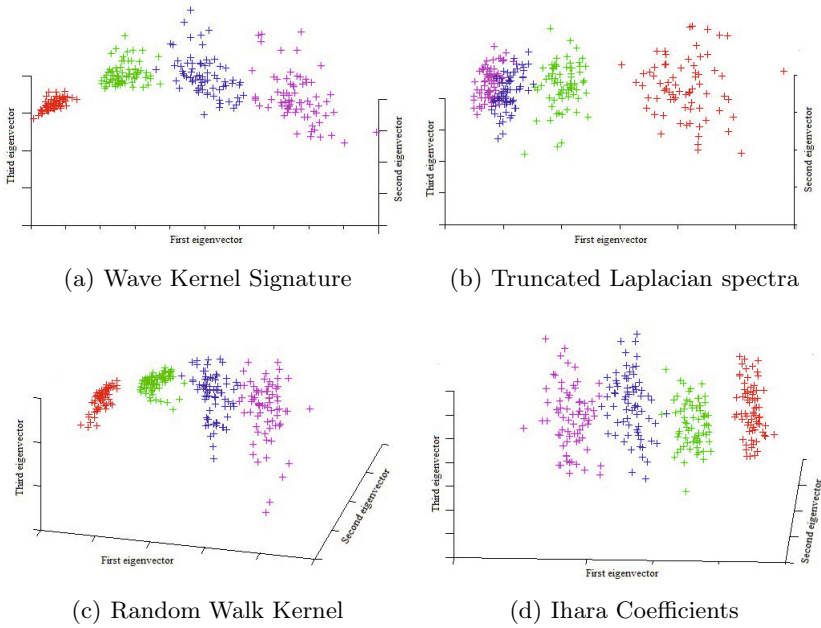 Third eigenvector
First eigenvector
Second eigenvector
Third eigenvector
First eigenvector
Second eigenvector
(a) Wave Kernel Signature
(b) Truncated Laplacian spectra
Third eigenvector
First eigenvector
Second eigenvector
Third eigenvector
First eigenvector
Second eigenvector
(c) Random Walk Kernel
(d) Ihara Coefficients